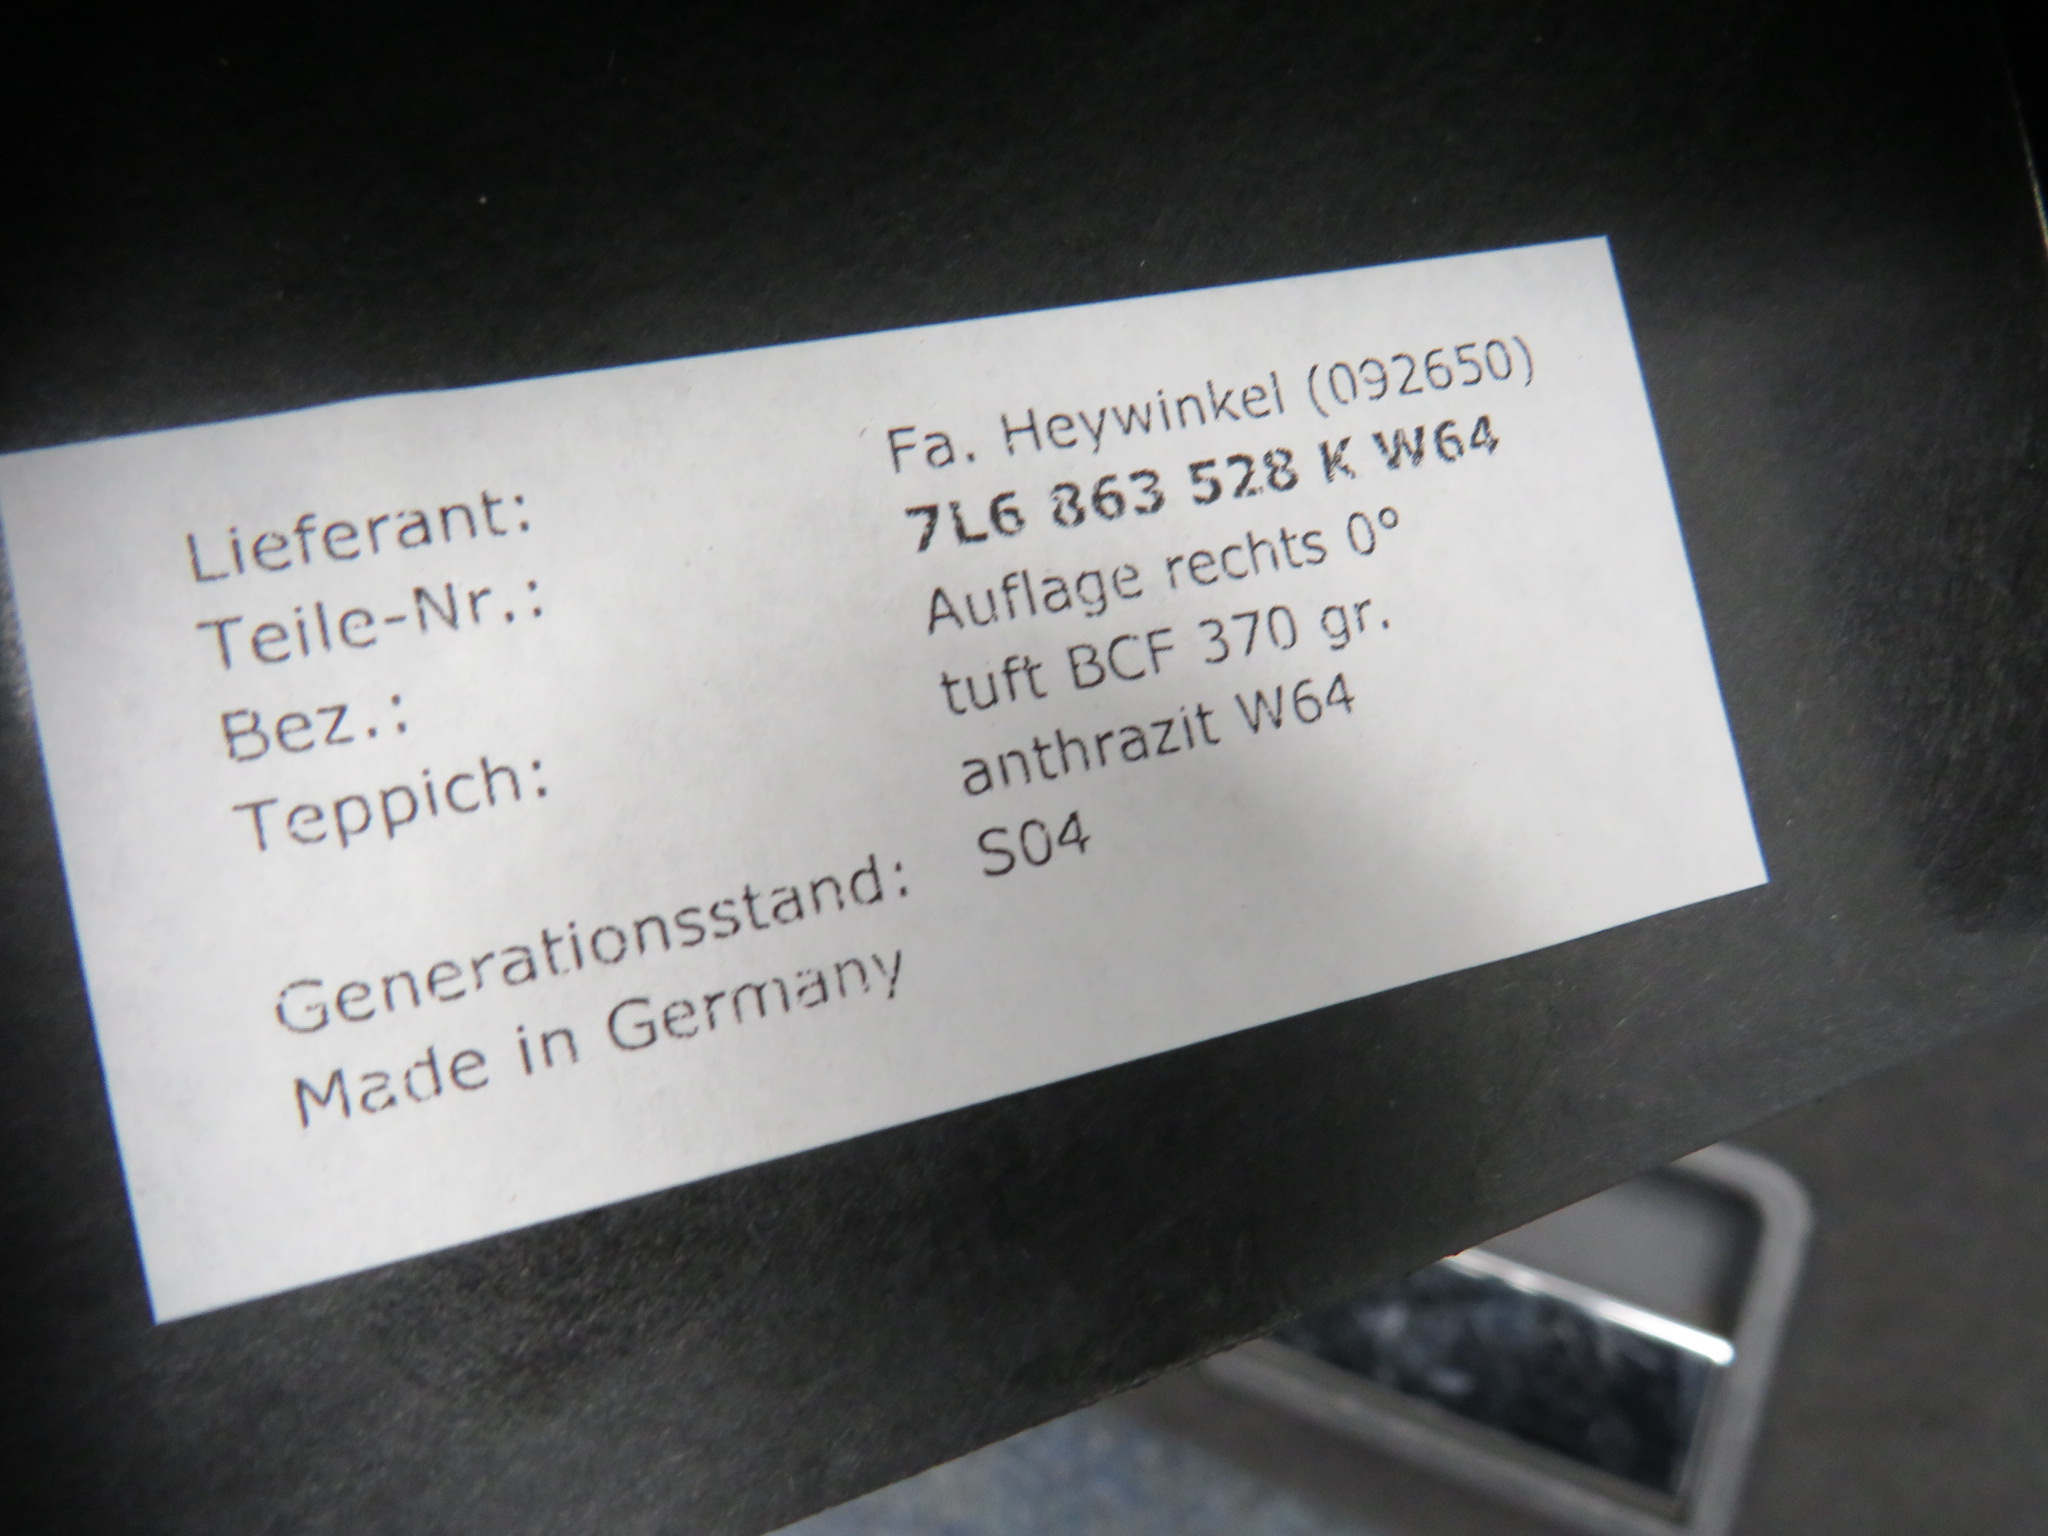 Lieferant: Fa. Heywinkel (092650)
Teile-Nr.: 7L6 863 528 K W64
Bez.: Auflage rechts 0°
Teppich: tuft BCF 370 gr.
anthrazit W64
Generationsstand: S04
Made in Germany